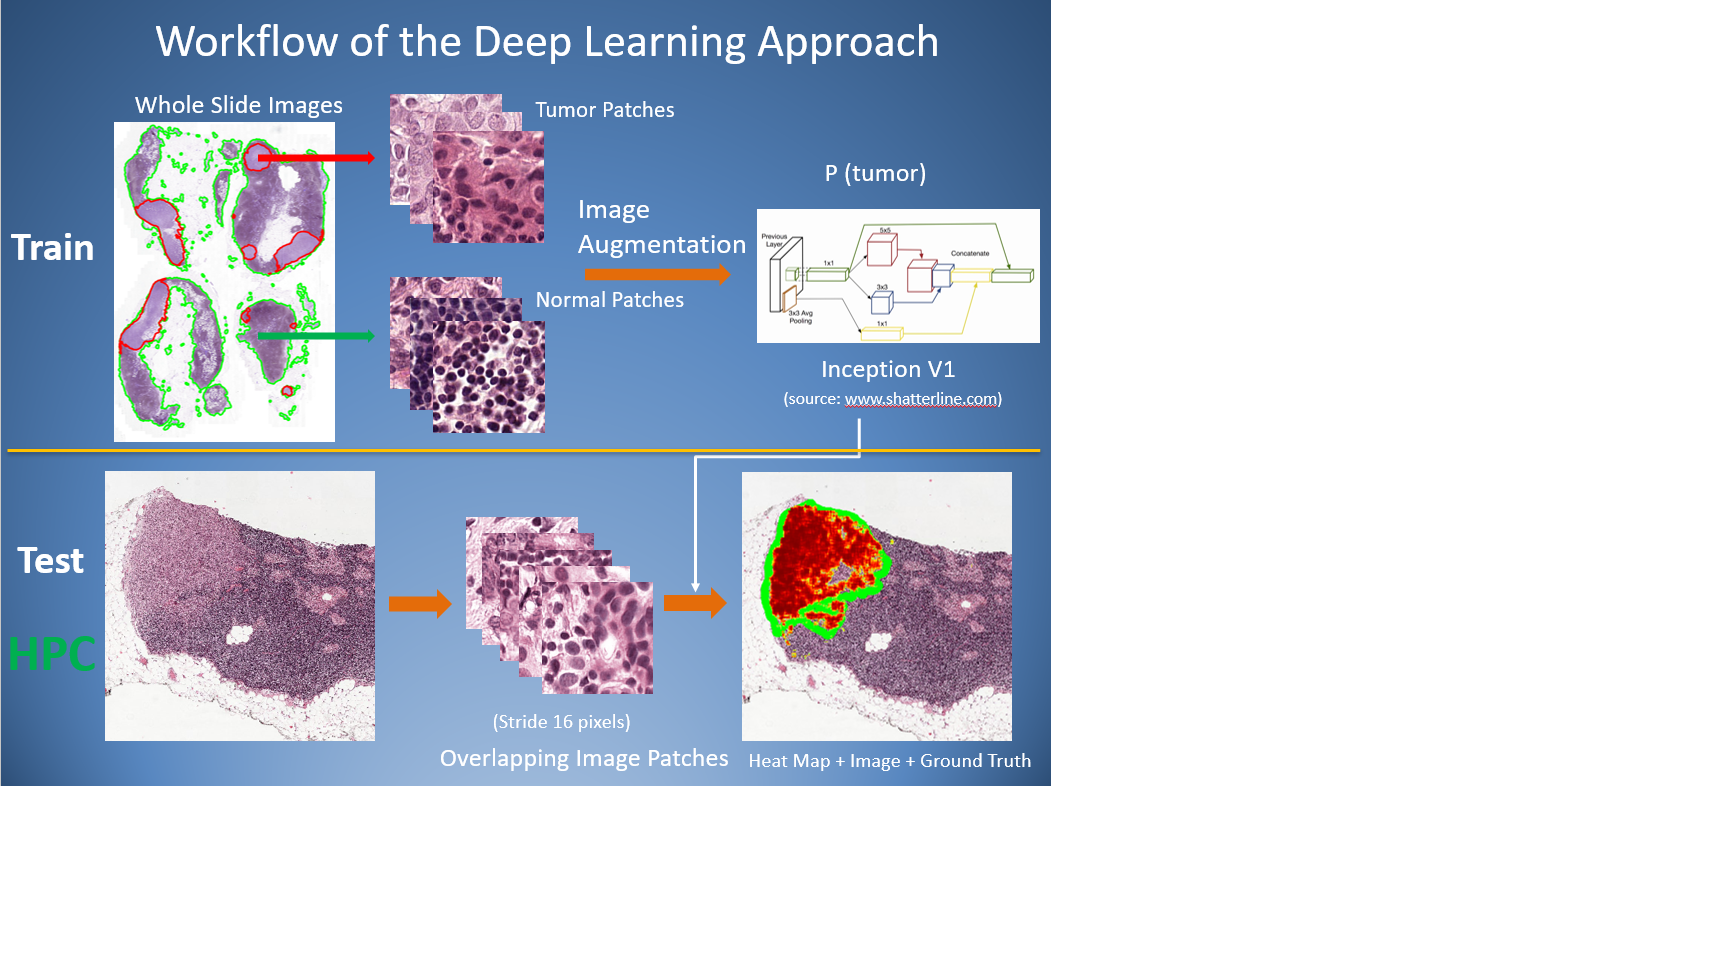 Workflow of the Deep Learning Approach
Whole Slide Images
Tumor Patches
P (tumor)
Train
Image
Augmentation
Previous
Layer
5x5
1x1
Concatenate
3x3
3x3 Avg
Pooling
1x1
Normal Patches
Inception V1
(source: www.shatterline.com)
Test
HPC
(Stride 16 pixels)
Overlapping Image Patches
Heat Map + Image + Ground Truth